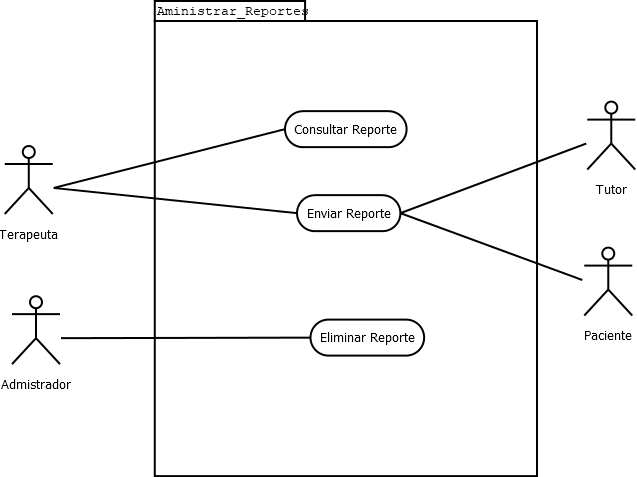 Aministrar_Reportes
Consultar Reporte
Tutor
Enviar Reporte
Terapeuta
Eliminar Reporte
Paciente
Admistrador